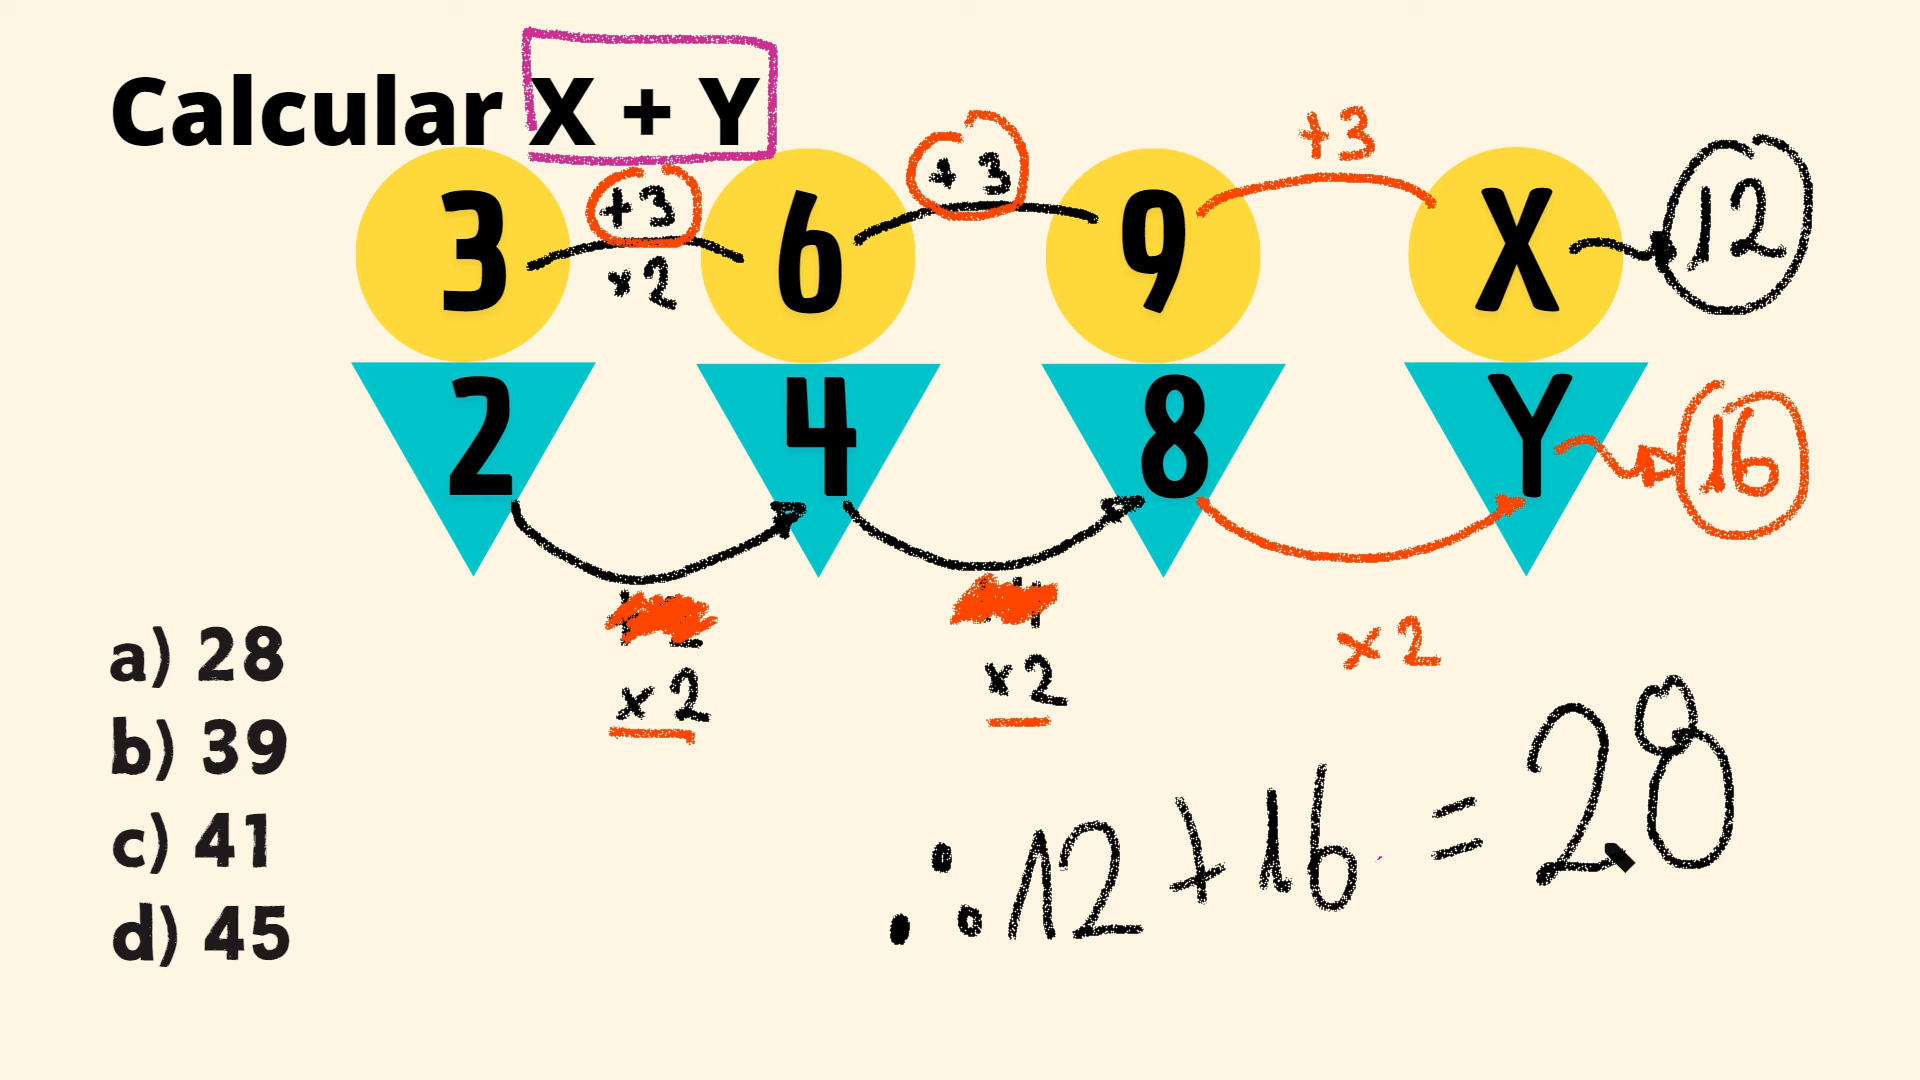 Calcular X + Y
+3 +3 +3
3 6 9 X 12
×2
2 4 8 Y 16
×2 ×2 ×2
a) 28
b) 39
c) 41
d) 45
∴ 12 + 16 = 28